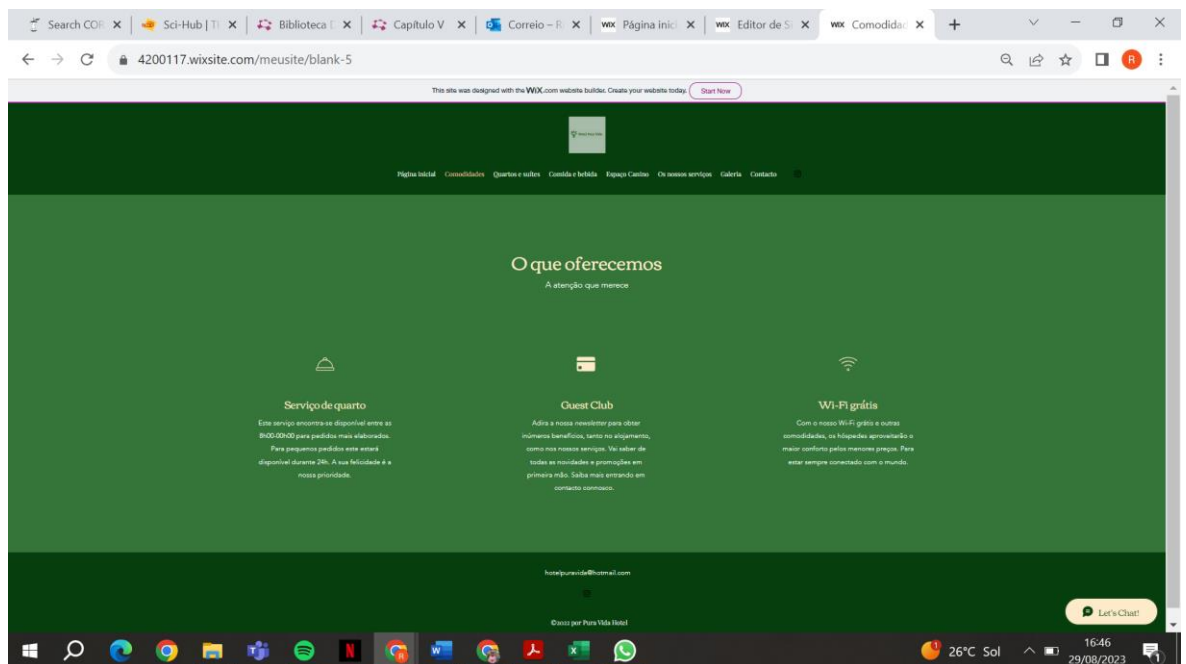 Search COR
Sci-Hub | Tl
Biblioteca D
Capítulo V
Correio – R
WIX Página inici
WIX Editor de Si
WIX Comodidad
4200117.wixsite.com/meusite/blank-5
R
This site was designed with the WiX.com website builder. Create your website today. Start Now
Página inicial Comodidades Quartos e suítes Comida e bebida Espaço Canino Os nossos serviços Galeria Contacto
O que oferecemos
A atenção que merece
Serviço de quarto
Este serviço encontra-se disponível entre as
8h00-00h00 para pedidos mais elaborados.
Para pequenos pedidos este estará
disponível durante 24h. A sua felicidade é a
nossa prioridade.
Guest Club
Adira a nossa newsletter para obter
inúmeros benefícios, tanto no alojamento,
como nos nossos serviços. Vai saber de
todas as novidades e promoções em
primeira mão. Saiba mais entrando em
contacto connosco.
Wi-Fi grátis
Com o nosso Wi-Fi grátis e outras
comodidades, os hóspedes aproveitarão o
maior conforto pelos menores preços. Para
estar sempre conectado com o mundo.
hotelpuravida@hotmail.com
©2022 por Pura Vida Hotel
Let's Chat!
26°C Sol
16:46
29/08/2023